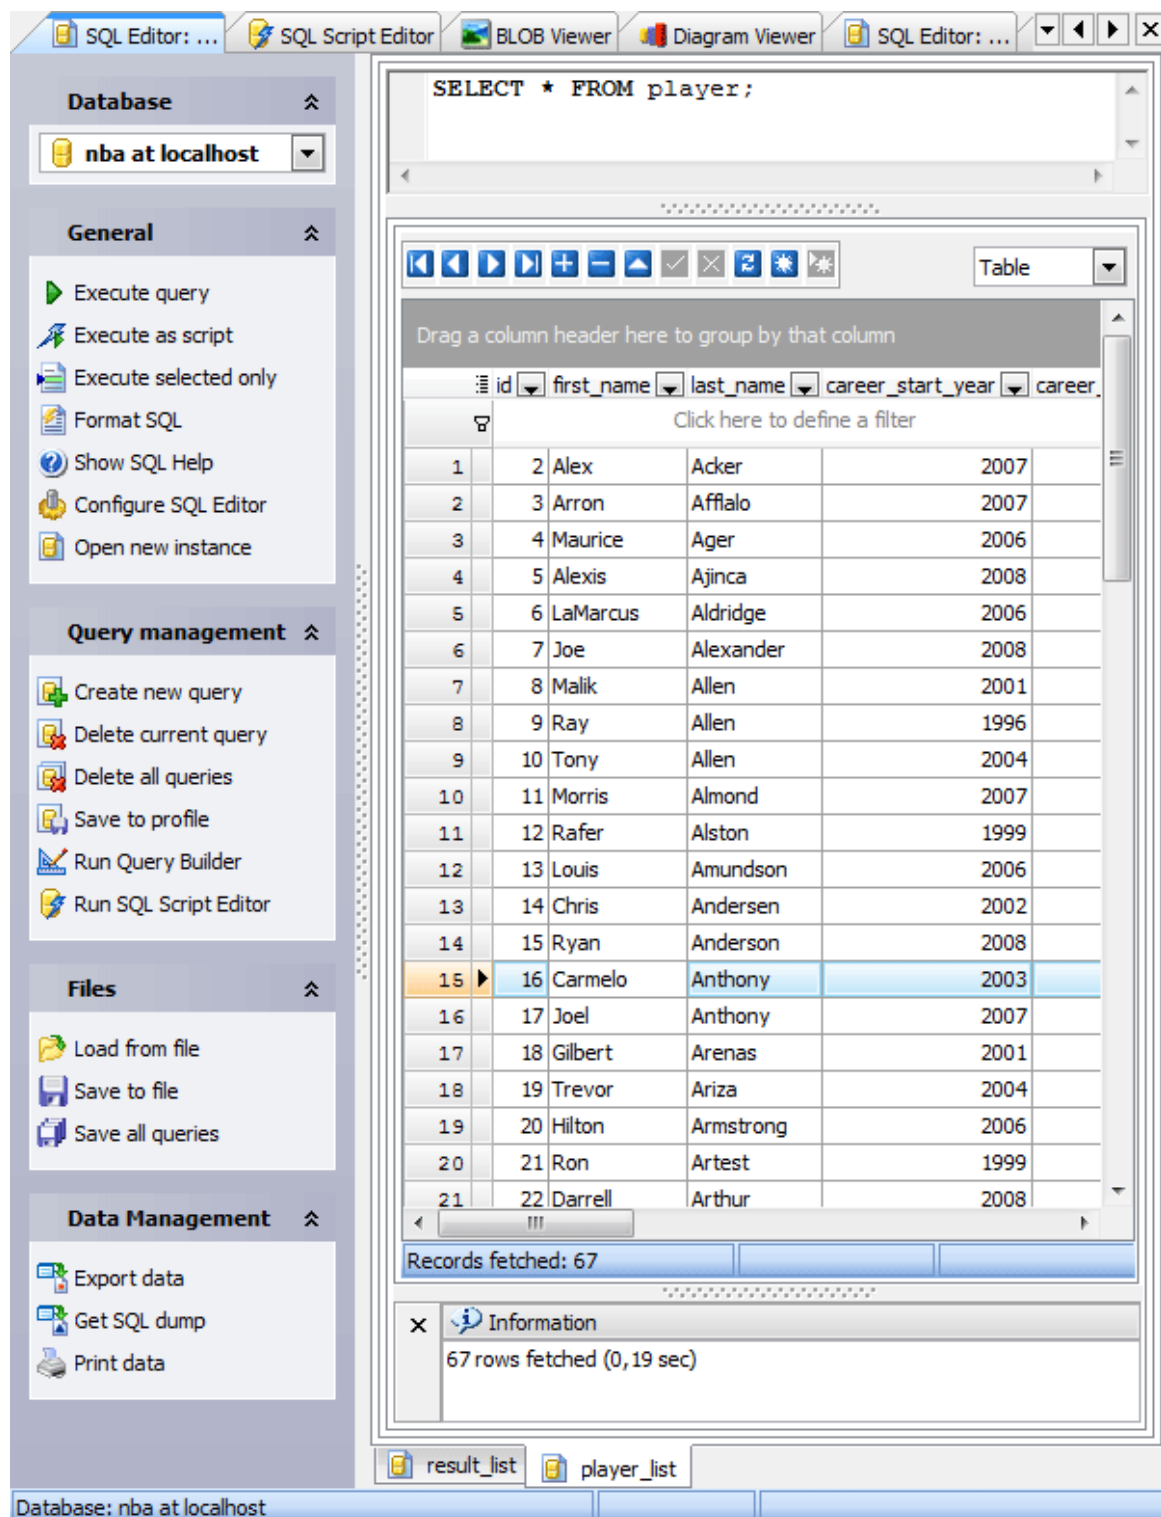 SQL Editor: ... SQL Script Editor BLOB Viewer Diagram Viewer SQL Editor: ...
Database
nba at localhost
General
Execute query
Execute as script
Execute selected only
Format SQL
Show SQL Help
Configure SQL Editor
Open new instance
Query management
Create new query
Delete current query
Delete all queries
Save to profile
Run Query Builder
Run SQL Script Editor
Files
Load from file
Save to file
Save all queries
Data Management
Export data
Get SQL dump
Print data
SELECT * FROM player;
Table
Drag a column header here to group by that column
id first_name last_name career_start_year career_
Click here to define a filter
1 2 Alex Acker 2007
2 3 Arron Afflalo 2007
3 4 Maurice Ager 2006
4 5 Alexis Ajinca 2008
5 6 LaMarcus Aldridge 2006
6 7 Joe Alexander 2008
7 8 Malik Allen 2001
8 9 Ray Allen 1996
9 10 Tony Allen 2004
10 11 Morris Almond 2007
11 12 Rafer Alston 1999
12 13 Louis Amundson 2006
13 14 Chris Andersen 2002
14 15 Ryan Anderson 2008
15 16 Carmelo Anthony 2003
16 17 Joel Anthony 2007
17 18 Gilbert Arenas 2001
18 19 Trevor Ariza 2004
19 20 Hilton Armstrong 2006
20 21 Ron Artest 1999
21 22 Darrell Arthur 2008
Records fetched: 67
Information
67 rows fetched (0,19 sec)
result_list player_list
Database: nba at localhost